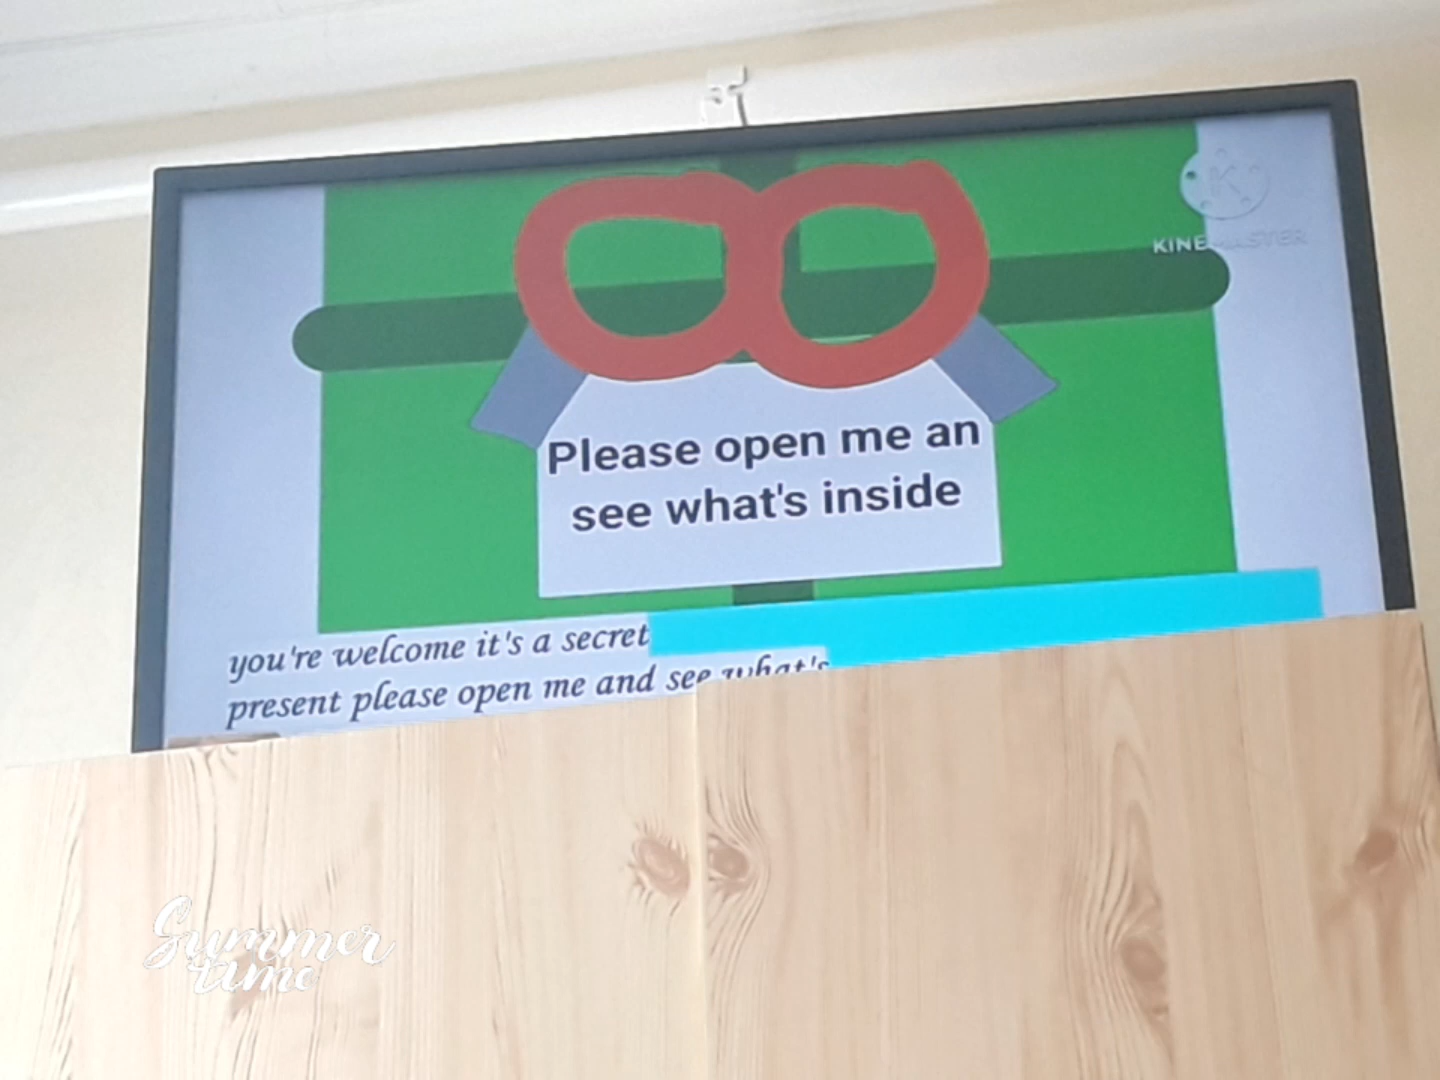 KINEMASTER
Please open me an
see what's inside
you're welcome it's a secret
present please open me and see what's
Summer
time